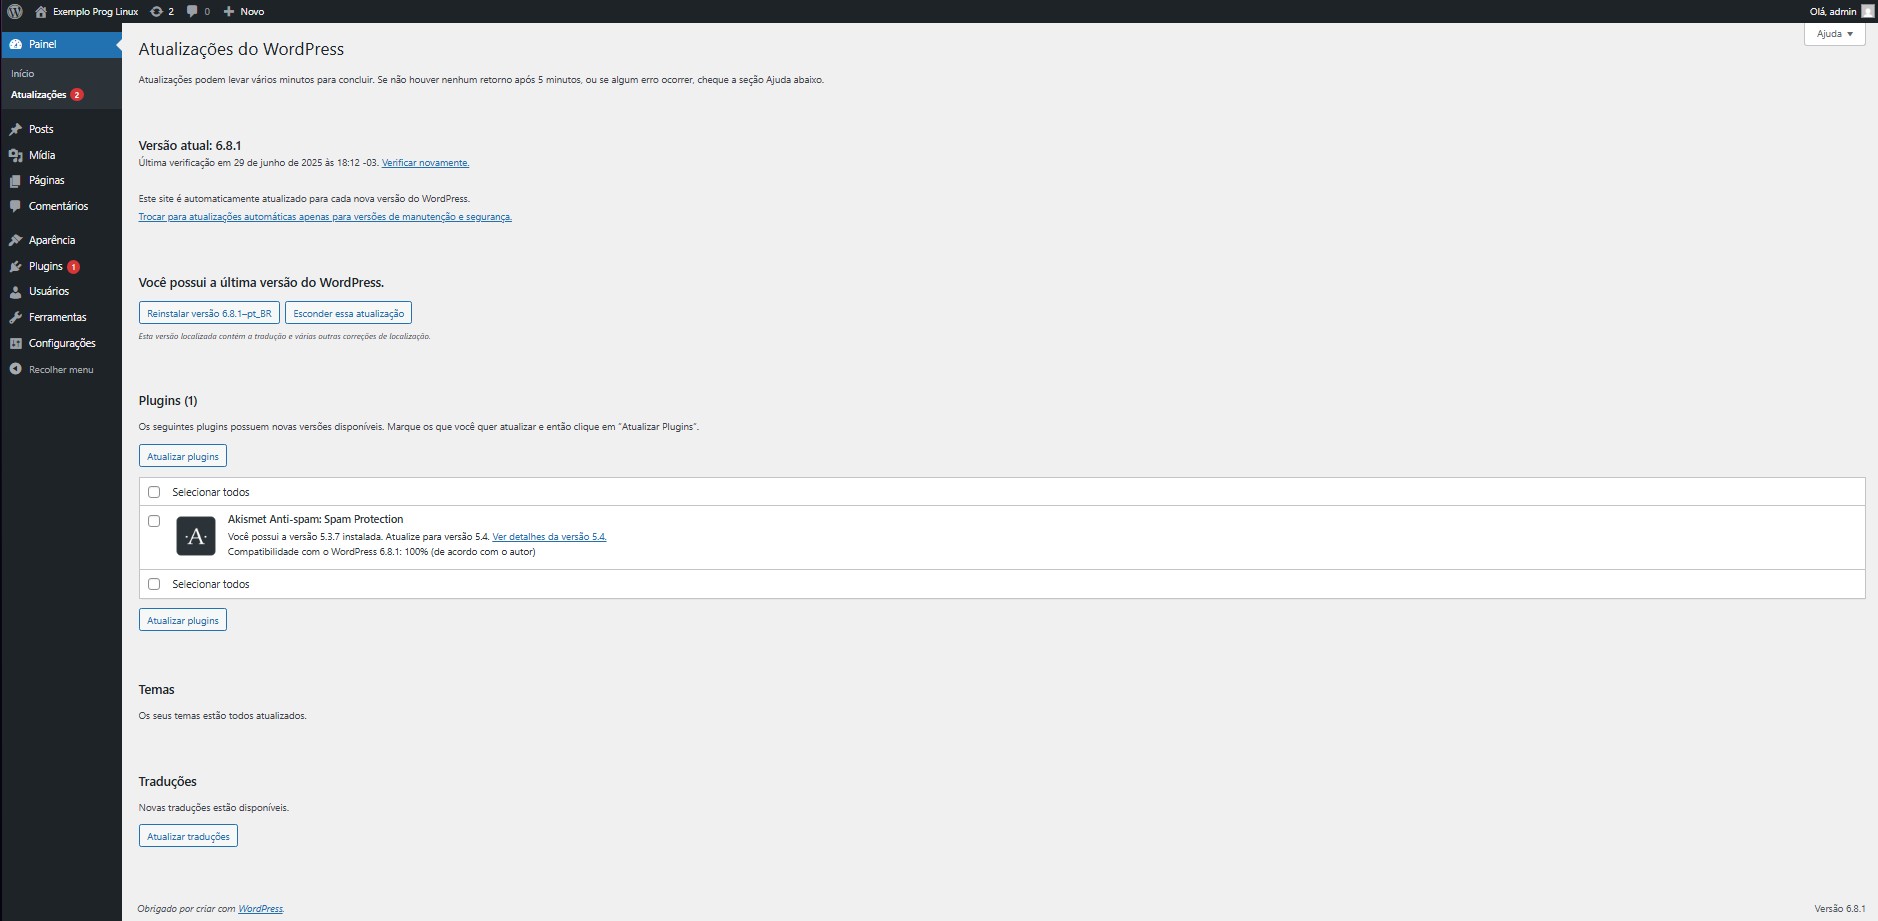 Exemplo Prog Linux 2 0 Novo Olá, admin
Ajuda
Painel
Início
Atualizações 2
Posts
Mídia
Páginas
Comentários
Aparência
Plugins 1
Usuários
Ferramentas
Configurações
Recolher menu
Atualizações do WordPress
Atualizações podem levar vários minutos para concluir. Se não houver nenhum retorno após 5 minutos, ou se algum erro ocorrer, cheque a seção Ajuda abaixo.
Versão atual: 6.8.1
Última verificação em 29 de junho de 2025 às 18:12 -03. Verificar novamente.
Este site é automaticamente atualizado para cada nova versão do WordPress.
Trocar para atualizações automáticas apenas para versões de manutenção e segurança.
Você possui a última versão do WordPress.
Reinstalar versão 6.8.1–pt_BR Esconder essa atualização
Esta versão localizada contém a tradução e várias outras correções de localização.
Plugins (1)
Os seguintes plugins possuem novas versões disponíveis. Marque os que você quer atualizar e então clique em “Atualizar Plugins”.
Atualizar plugins
Selecionar todos
·A·
Akismet Anti-spam: Spam Protection
Você possui a versão 5.3.7 instalada. Atualize para versão 5.4. Ver detalhes da versão 5.4.
Compatibilidade com o WordPress 6.8.1: 100% (de acordo com o autor)
Selecionar todos
Atualizar plugins
Temas
Os seus temas estão todos atualizados.
Traduções
Novas traduções estão disponíveis.
Atualizar traduções
Obrigado por criar com WordPress.
Versão 6.8.1